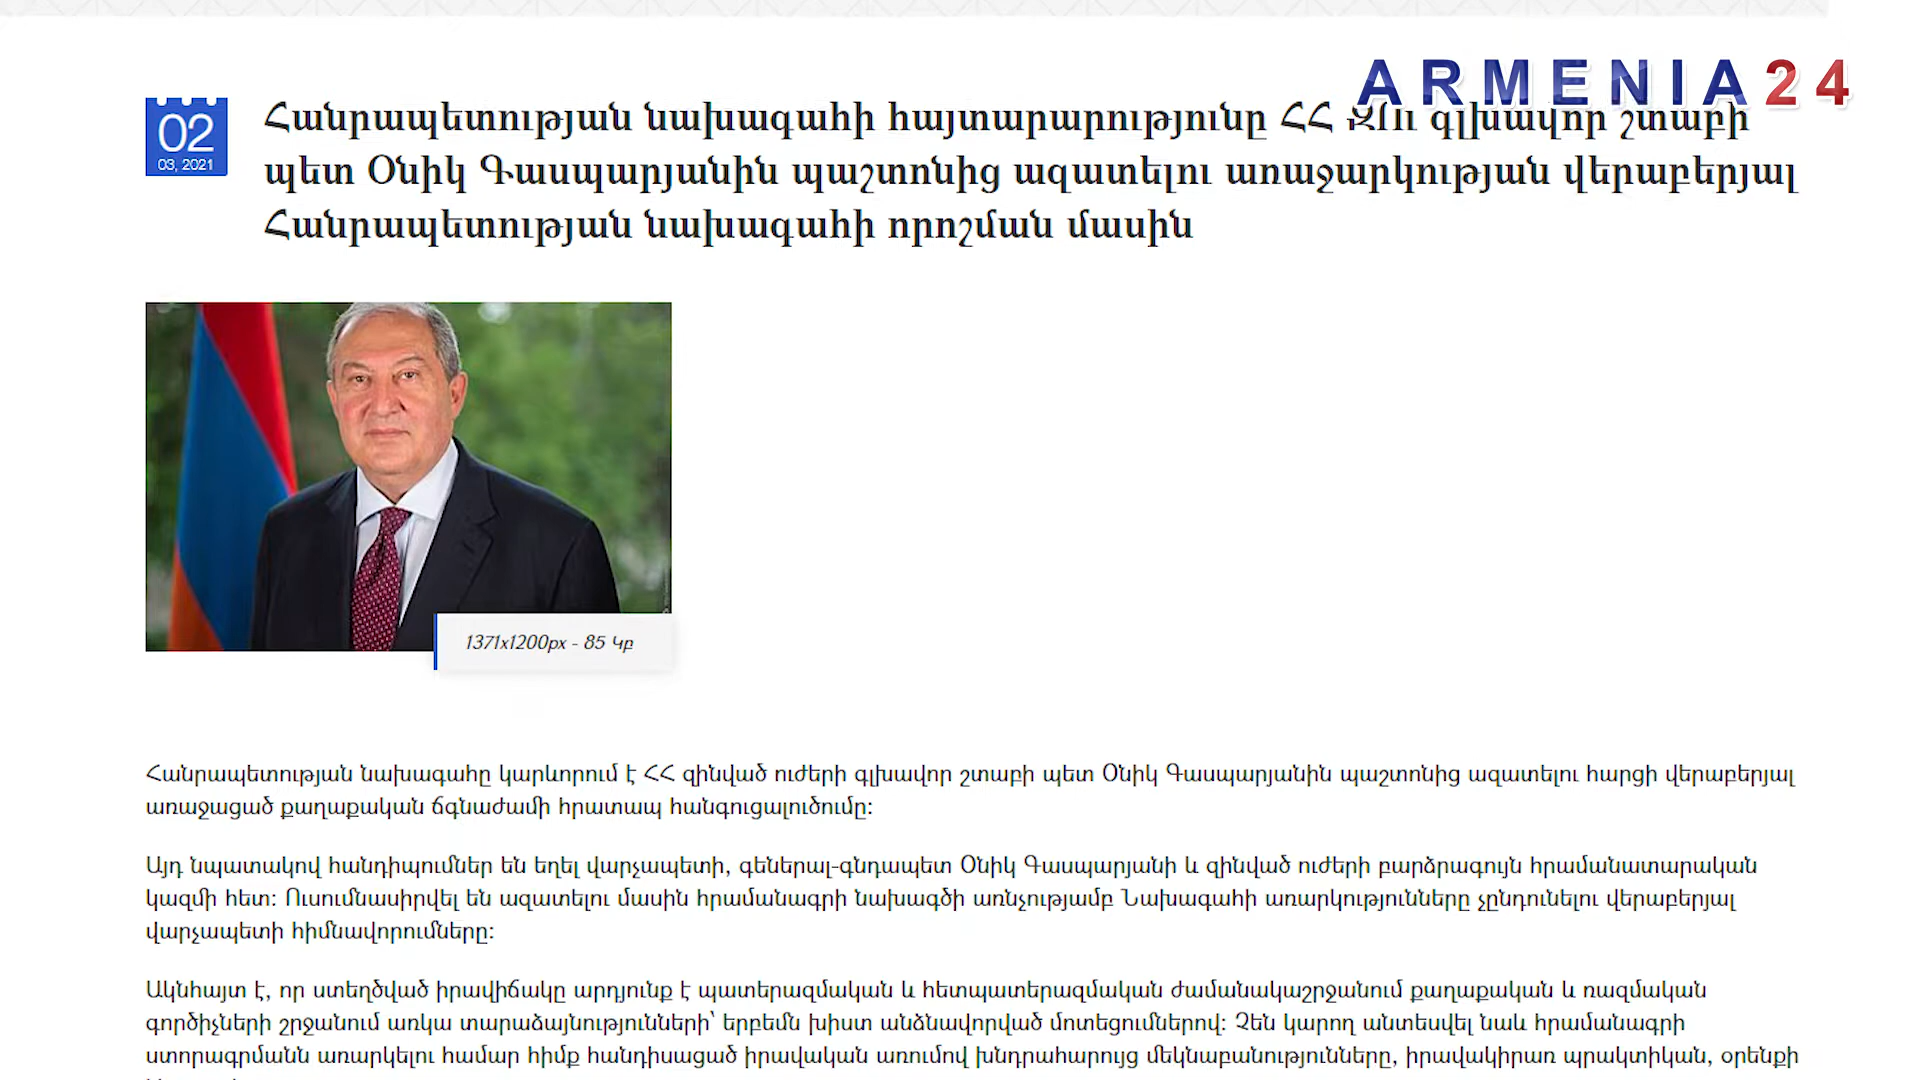 ARMENIA24
02
03, 2021
Հանրապետության նախագահի հայտարարությունը ՀՀ ԶՈւ գլխավոր շտաբի
պետ Օնիկ Գասպարյանին պաշտոնից ազատելու առաջարկության վերաբերյալ
Հանրապետության նախագահի որոշման մասին
1371x1200px - 85 Կբ
Հանրապետության նախագահը կարևորում է ՀՀ զինված ուժերի գլխավոր շտաբի պետ Օնիկ Գասպարյանին պաշտոնից ազատելու հարցի վերաբերյալ
առաջացած քաղաքական ճգնաժամի հրատապ հանգուցալուծումը:
Այդ նպատակով հանդիպումներ են եղել վարչապետի, գեներալ-գնդապետ Օնիկ Գասպարյանի և զինված ուժերի բարձրագույն հրամանատարական
կազմի հետ: Ուսումնասիրվել են ազատելու մասին հրամանագրի նախագծի առնչությամբ Նախագահի առարկությունները չընդունելու վերաբերյալ
վարչապետի հիմնավորումները:
Ակնհայտ է, որ ստեղծված իրավիճակը արդյունք է պատերազմական և հետպատերազմական ժամանակաշրջանում քաղաքական և ռազմական
գործիչների շրջանում առկա տարաձայնությունների՝ երբեմն խիստ անձնավորված մոտեցումներով: Չեն կարող անտեսվել նաև հրամանագրի
ստորագրմանն առարկելու համար հիմք հանդիսացած իրավական առումով խնդրահարույց մեկնաբանությունները, իրավակիրառ պրակտիկան, օրենքի